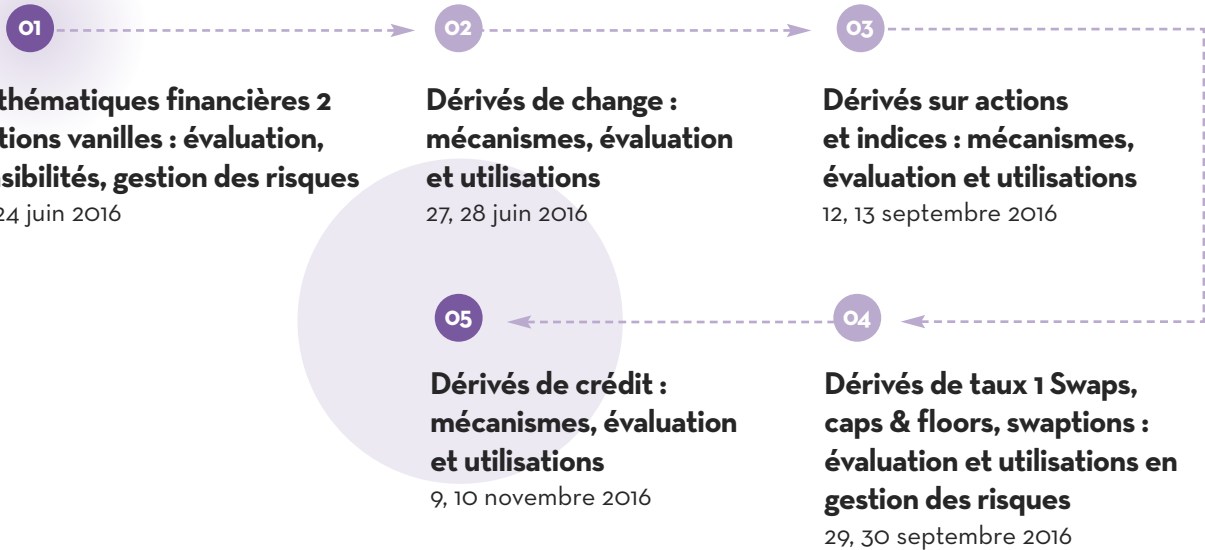 01
thématiques financières 2
tions vanilles : évaluation,
sibilités, gestion des risques
24 juin 2016
02
Dérivés de change :
mécanismes, évaluation
et utilisations
27, 28 juin 2016
03
Dérivés sur actions
et indices : mécanismes,
évaluation et utilisations
12, 13 septembre 2016
04
Dérivés de taux 1 Swaps,
caps & floors, swaptions :
évaluation et utilisations en
gestion des risques
29, 30 septembre 2016
05
Dérivés de crédit :
mécanismes, évaluation
et utilisations
9, 10 novembre 2016